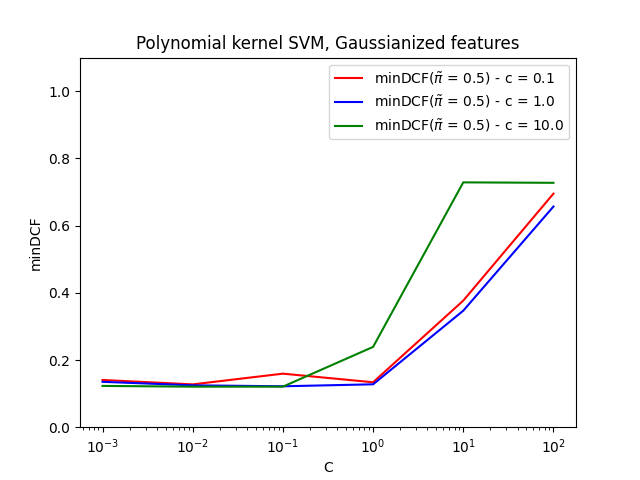 Polynomial kernel SVM, Gaussianized features
minDCF(π̃ = 0.5) - c = 0.1
minDCF(π̃ = 0.5) - c = 1.0
minDCF(π̃ = 0.5) - c = 10.0
minDCF
1.0
0.8
0.6
0.4
0.2
0.0
10⁻³ 10⁻² 10⁻¹ 10⁰ 10¹ 10²
C